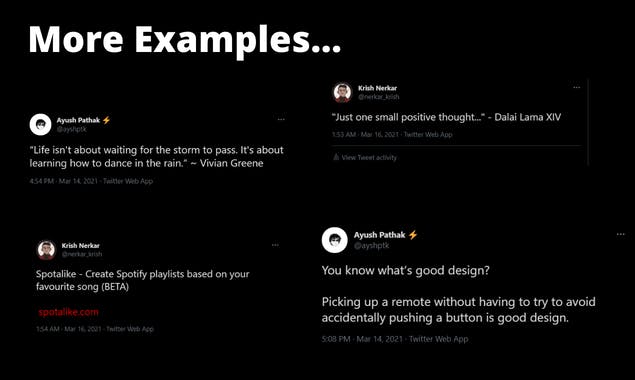 More Examples...
Ayush Pathak ⚡
@ayshptk
"Life isn't about waiting for the storm to pass. It's about
learning how to dance in the rain.” ~ Vivian Greene
4:54 PM · Mar 14, 2021 · Twitter Web App
Krish Nerkar
@nerkar_krish
"Just one small positive thought..." - Dalai Lama XIV
1:53 AM · Mar 16, 2021 · Twitter Web App
View Tweet activity
Krish Nerkar
@nerkar_krish
Spotalike - Create Spotify playlists based on your
favourite song (BETA)
spotalike.com
1:54 AM · Mar 16, 2021 · Twitter Web App
Ayush Pathak ⚡
@ayshptk
You know what's good design?
Picking up a remote without having to try to avoid
accidentally pushing a button is good design.
5:08 PM · Mar 14, 2021 · Twitter Web App